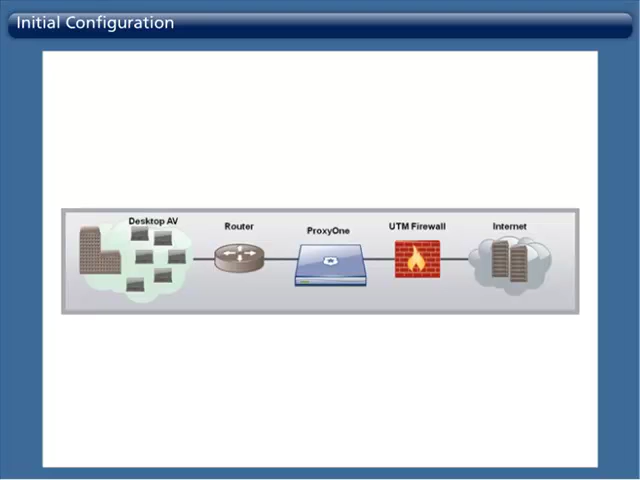 Initial Configuration
Desktop AV
Router
ProxyOne
UTM Firewall
Internet